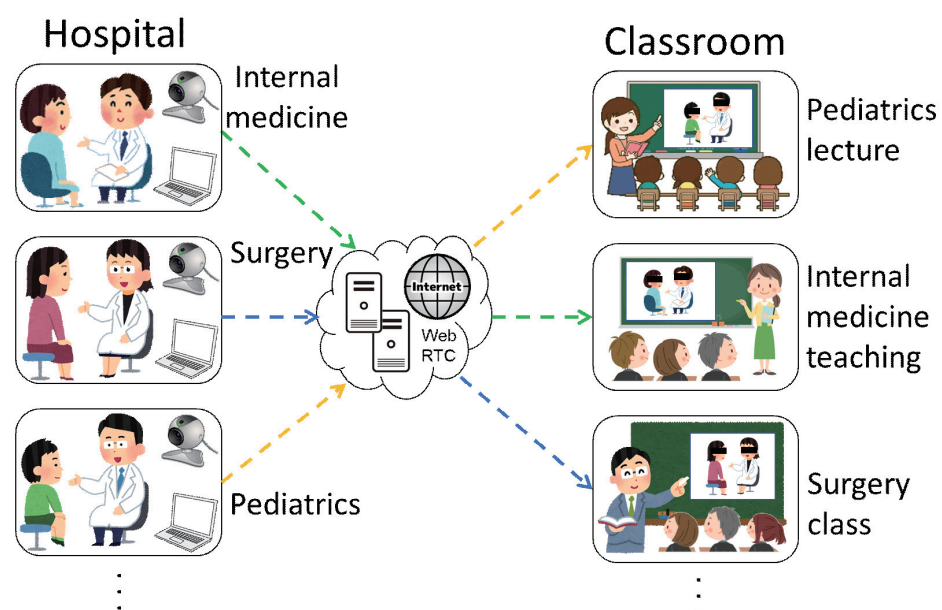 Hospital
Classroom
Internal
medicine
Surgery
Pediatrics
Internet
Web
RTC
Pediatrics
lecture
Internal
medicine
teaching
Surgery
class